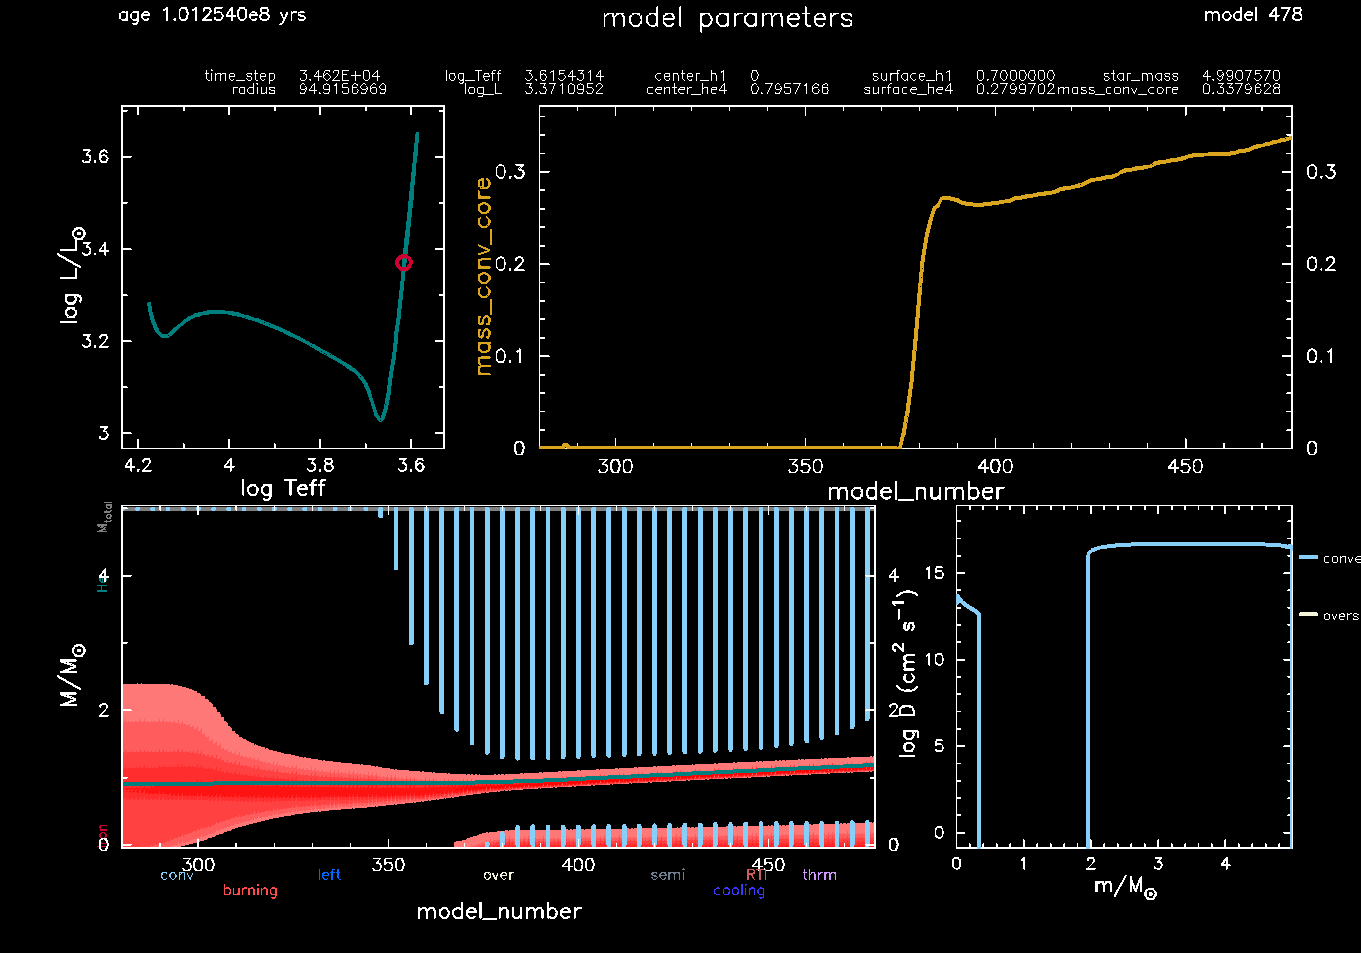 age 1.012540e8 yrs model parameters model 478
time_step 3.462E+04 log_Teff 3.6154314 center_h1 0 surface_h1 0.7000000 star_mass 4.9907570
radius 94.9156969 log_L 3.3710952 center_he4 0.7957166 surface_he4 0.2799702 mass_conv_core 0.3379628
log L/L⊙
3.6
3.4
3.2
3
4.2 4 3.8 3.6
log Teff
mass_conv_core
0.3 0.3
0.2 0.2
0.1 0.1
0 0
300 350 400 450
model_number
M/M⊙
Mtotal
He
4 4
2 2
0 0
300 350 400 450
conv left over semi RTI thrm
burning cooling
model_number
log D (cm² s⁻¹)
15
10
5
0
0 1 2 3 4
m/M⊙
conve
overs